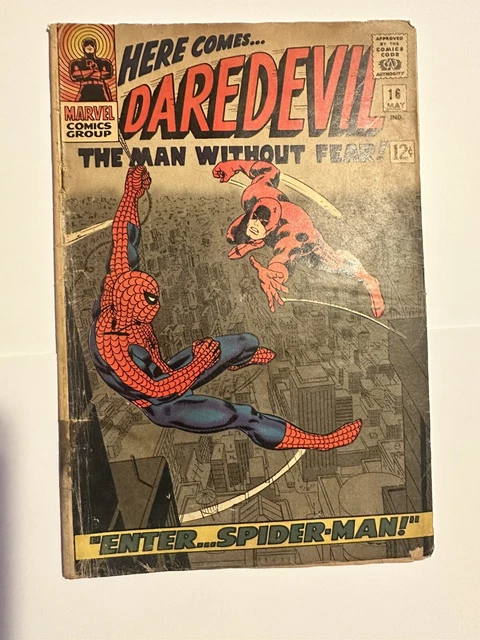 HERE COMES...
APPROVED
BY THE
COMICS
CODE
CA
AUTHORITY
DAREDEVIL
16
MAY
IND.
MARVEL
COMICS
GROUP
THE MAN WITHOUT FEAR!
12¢
"ENTER...SPIDER-MAN!"